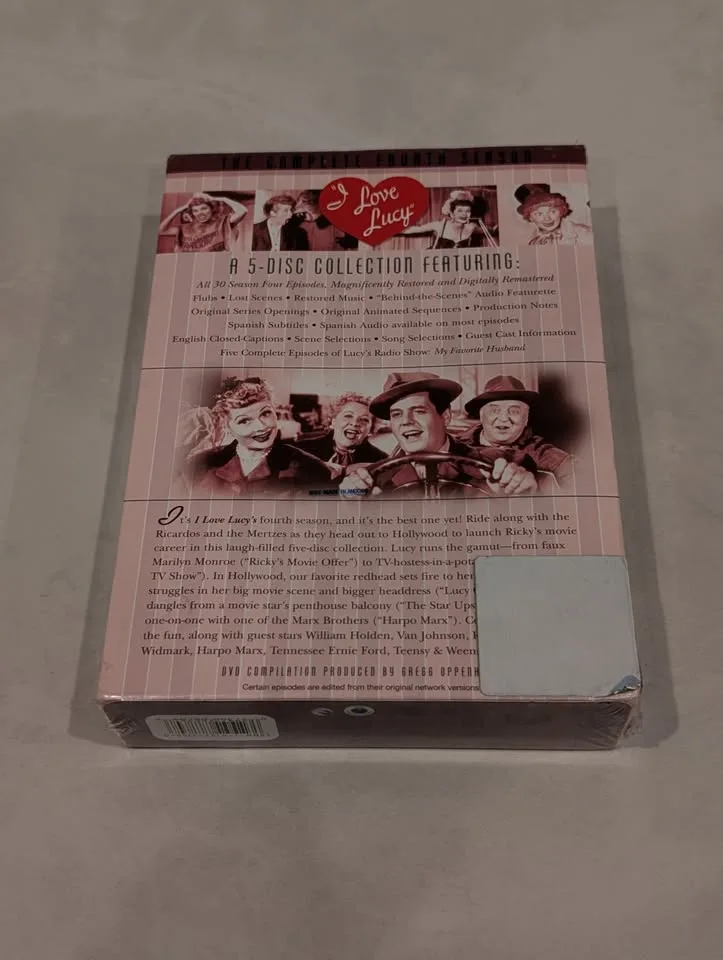 THE COMPLETE FOURTH SEASON
"I Love Lucy"
A 5-DISC COLLECTION FEATURING:
All 30 Season Four Episodes, Magnificently Restored and Digitally Remastered
Flubs • Lost Scenes • Restored Music • "Behind-the-Scenes" Audio Featurette
Original Series Openings • Original Animated Sequences • Production Notes
Spanish Subtitles • Spanish Audio available on most episodes
English Closed-Captions • Scene Selections • Song Selections • Guest Cast Information
Five Complete Episodes of Lucy's Radio Show: My Favorite Husband
It's I Love Lucy's fourth season, and it's the best one yet! Ride along with the
Ricardos and the Mertzes as they head out to Hollywood to launch Ricky's movie
career in this laugh-filled five-disc collection. Lucy runs the gamut—from faux
Marilyn Monroe ("Ricky's Movie Offer") to TV-hostess-in-a-pota
TV Show"). In Hollywood, our favorite redhead sets fire to her
struggles in her big movie scene and bigger headdress ("Lucy
dangles from a movie star's penthouse balcony ("The Star Ups
one-on-one with one of the Marx Brothers ("Harpo Marx").
the fun, along with guest stars William Holden, Van Johnson,
Widmark, Harpo Marx, Tennessee Ernie Ford, Teensy & Ween
DVD COMPILATION PRODUCED BY GREGG OPPENH
Certain episodes are edited from their original network versions